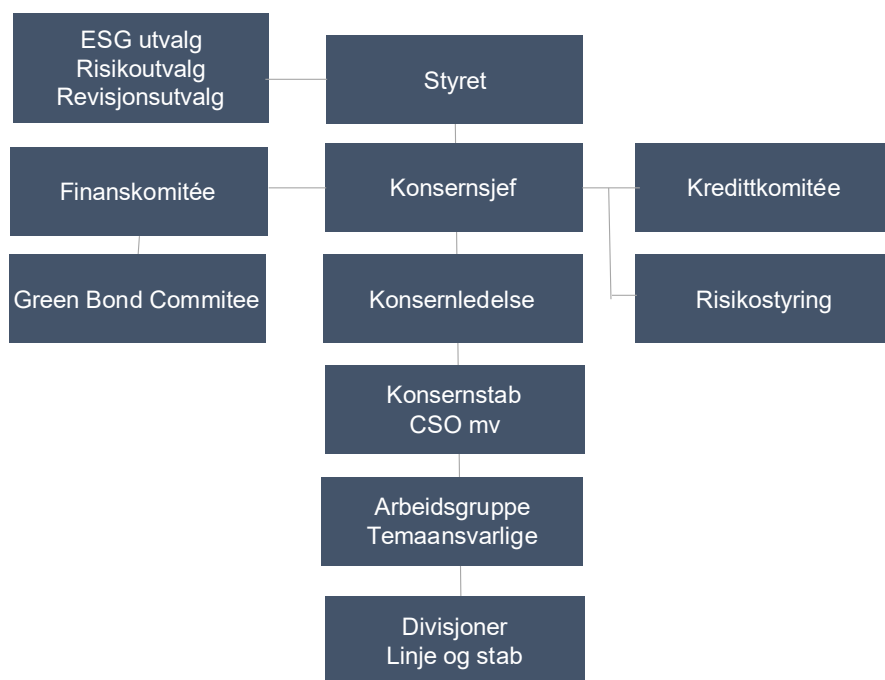 ESG utvalg
Risikoutvalg
Revisjonsutvalg
Styret
Finanskomitée
Konsernsjef
Kredittkomitée
Green Bond Commitee
Konsernledelse
Risikostyring
Konsernstab
CSO mv
Arbeidsgruppe
Temaansvarlige
Divisjoner
Linje og stab